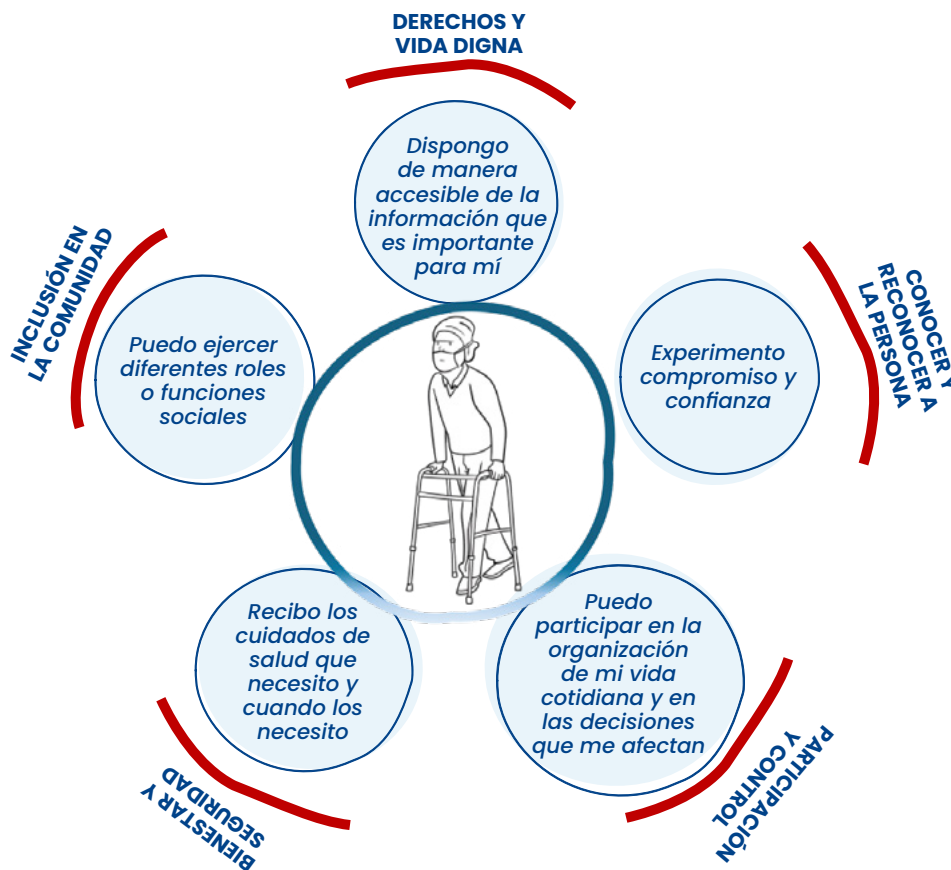 DERECHOS Y
VIDA DIGNA
Dispongo
de manera
accesible de la
información que
es importante
para mí
CONOCER Y
RECONOCER A
LA PERSONA
Experimento
compromiso y
confianza
PARTICIPACIÓN
Y CONTROL
Puedo
participar en la
organización
de mi vida
cotidiana y en
las decisiones
que me afectan
BIENESTAR Y
SEGURIDAD
Recibo los
cuidados de
salud que
necesito y
cuando los
necesito
INCLUSIÓN EN
LA COMUNIDAD
Puedo ejercer
diferentes roles
o funciones
sociales